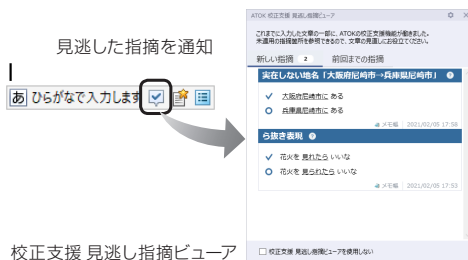 見逃した指摘を通知
あ ひらがなで入力します
校正支援 見逃し指摘ビューア
ATOK 校正支援 見逃し指摘ビューア
これまでに入力した文章の一部に、ATOKの校正支援機能が働きました。
未適用の指摘箇所を参照できるので、文章の見直しにお役立てください。
新しい指摘 2 前回までの指摘
実在しない地名「大阪府尼崎市→兵庫県尼崎市」
大阪府尼崎市に ある
兵庫県尼崎市に ある
メモ帳 2021/02/05 17:58
ら抜き表現
花火を 見れたら いいな
花火を 見られたら いいな
メモ帳 2021/02/05 17:53
校正支援 見逃し指摘ビューアを使用しない